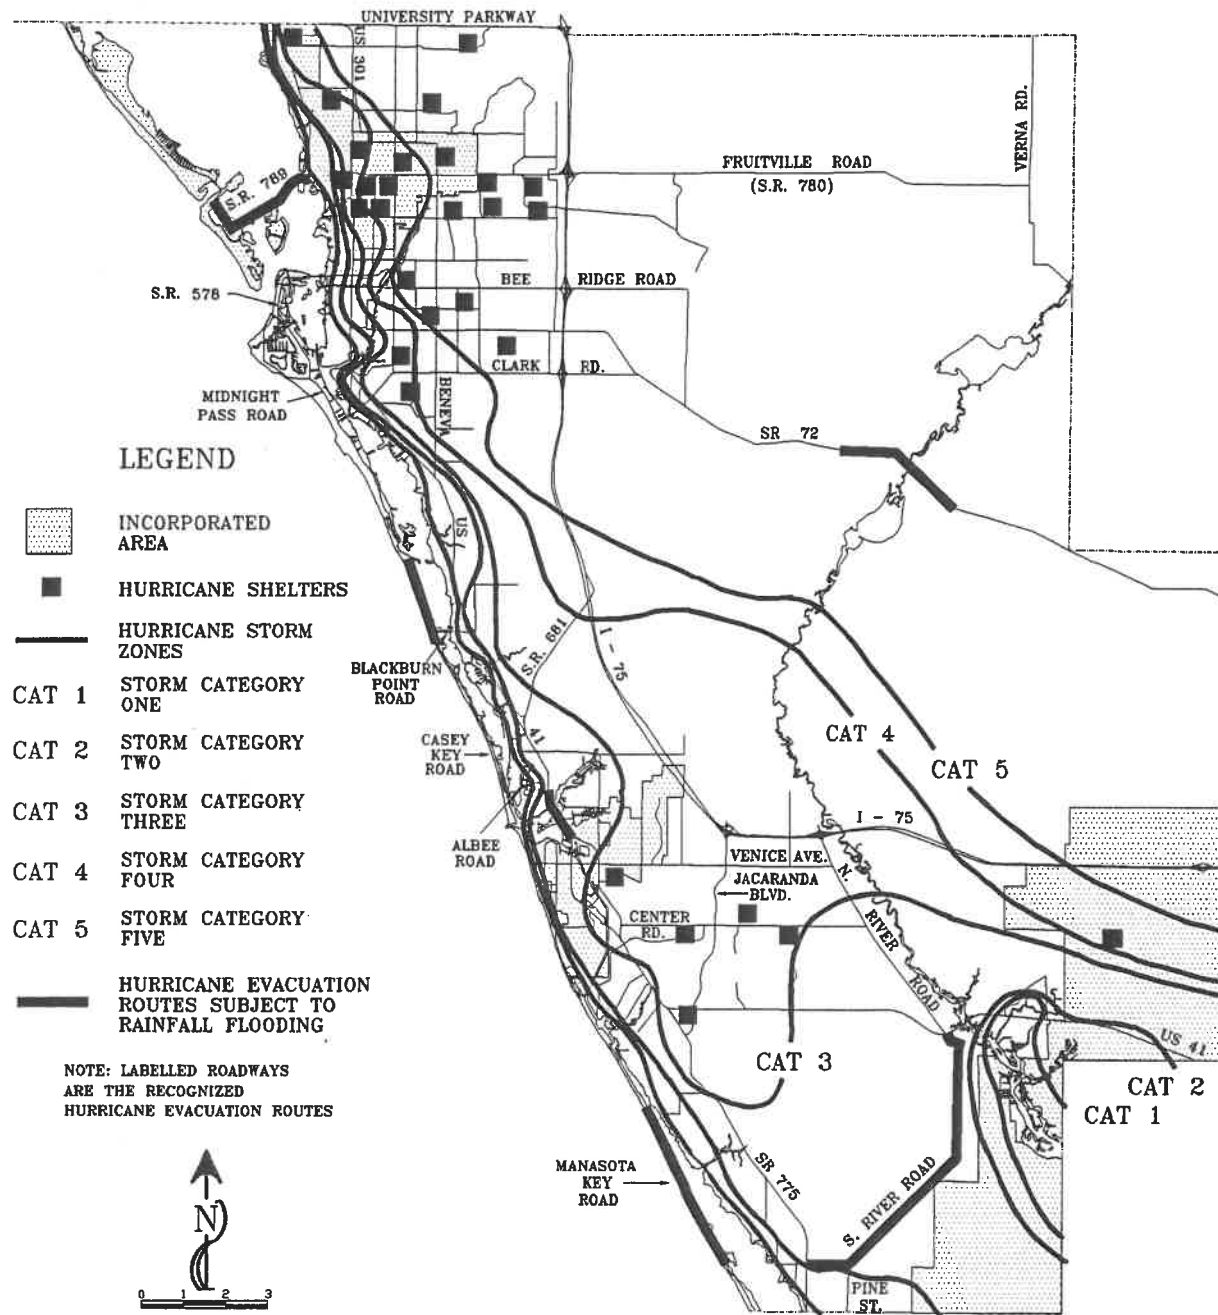 UNIVERSITY PARKWAY
US 301
VERNA RD.
FRUITVILLE ROAD
(S.R. 780)
S.R. 789
BEE RIDGE ROAD
S.R. 578
CLARK RD.
MIDNIGHT
PASS ROAD
BENEVA
SR 72
LEGEND
INCORPORATED
AREA
HURRICANE SHELTERS
HURRICANE STORM
ZONES
CAT 1 STORM CATEGORY
ONE
CAT 2 STORM CATEGORY
TWO
CAT 3 STORM CATEGORY
THREE
CAT 4 STORM CATEGORY
FOUR
CAT 5 STORM CATEGORY
FIVE
HURRICANE EVACUATION
ROUTES SUBJECT TO
RAINFALL FLOODING
NOTE: LABELLED ROADWAYS
ARE THE RECOGNIZED
HURRICANE EVACUATION ROUTES
N
0 1 2 3
US
41
S.R. 681
I - 75
BLACKBURN
POINT
ROAD
CASEY
KEY
ROAD
ALBEE
ROAD
CAT 4
CAT 5
I - 75
VENICE AVE.
JACARANDA
BLVD.
N. RIVER ROAD
CENTER
RD.
CAT 3
US 41
CAT 2
CAT 1
MANASOTA
KEY
ROAD
SR 775
S. RIVER ROAD
PINE
ST.